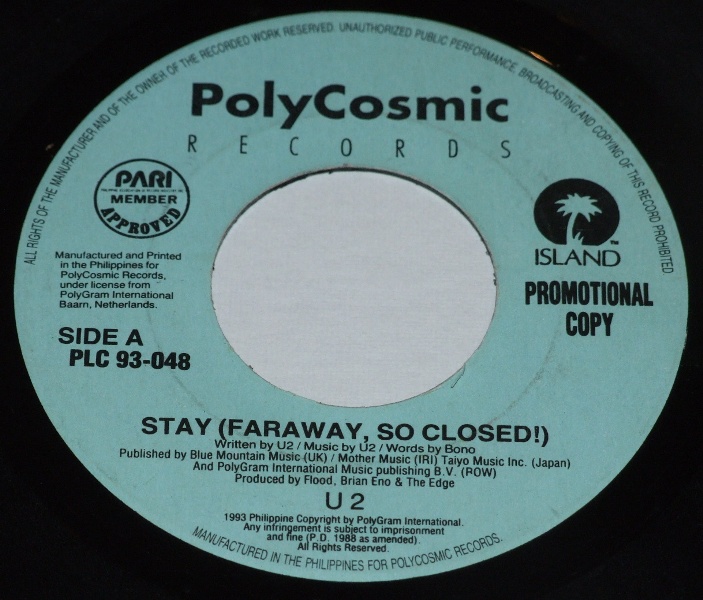 ALL RIGHTS OF THE MANUFACTURER AND OF THE OWNER OF THE RECORDED WORK RESERVED. UNAUTHORIZED PUBLIC PERFORMANCE, BROADCASTING AND COPYING OF THIS RECORD PROHIBITED
PolyCosmic
RECORDS
PARI
MEMBER
APPROVED
ISLAND
™
PROMOTIONAL
COPY
Manufactured and Printed
in the Philippines for
PolyCosmic Records,
under license from
PolyGram International
Baarn, Netherlands.
SIDE A
PLC 93-048
STAY (FARAWAY, SO CLOSED!)
Written by U2 / Music by U2 / Words by Bono
Published by Blue Mountain Music (UK) / Mother Music (IRI) Taiyo Music Inc. (Japan)
And PolyGram International Music publishing B.V. (ROW)
Produced by Flood, Brian Eno & The Edge
U2
1993 Philippine Copyright by PolyGram International.
Any infringement is subject to imprisonment
and fine (P.D. 1988 as amended).
All Rights Reserved.
MANUFACTURED IN THE PHILIPPINES FOR POLYCOSMIC RECORDS.